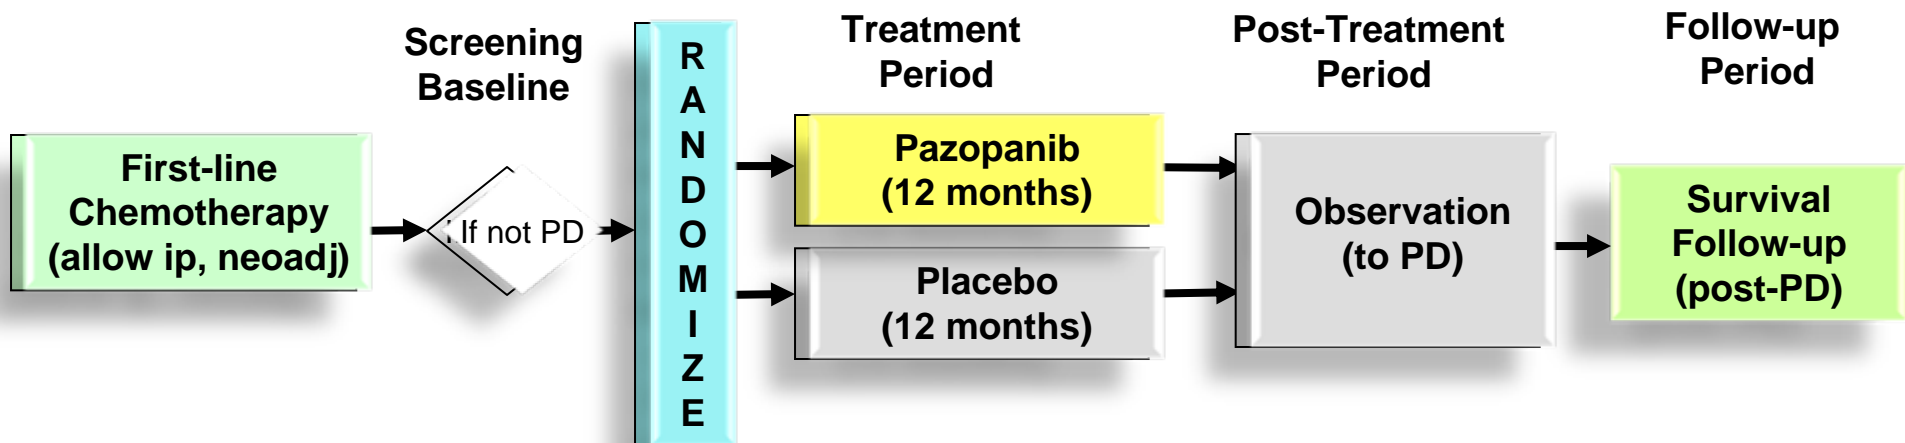 Screening
Baseline
Treatment
Period
Post-Treatment
Period
Follow-up
Period
First-line
Chemotherapy
(allow ip, neoadj)
If not PD
R
A
N
D
O
M
I
Z
E
Pazopanib
(12 months)
Placebo
(12 months)
Observation
(to PD)
Survival
Follow-up
(post-PD)